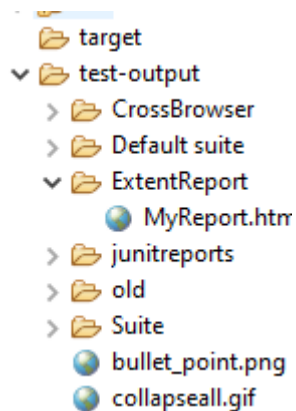 target
test-output
CrossBrowser
Default suite
ExtentReport
MyReport.htm
junitreports
old
Suite
bullet_point.png
collapseall.gif